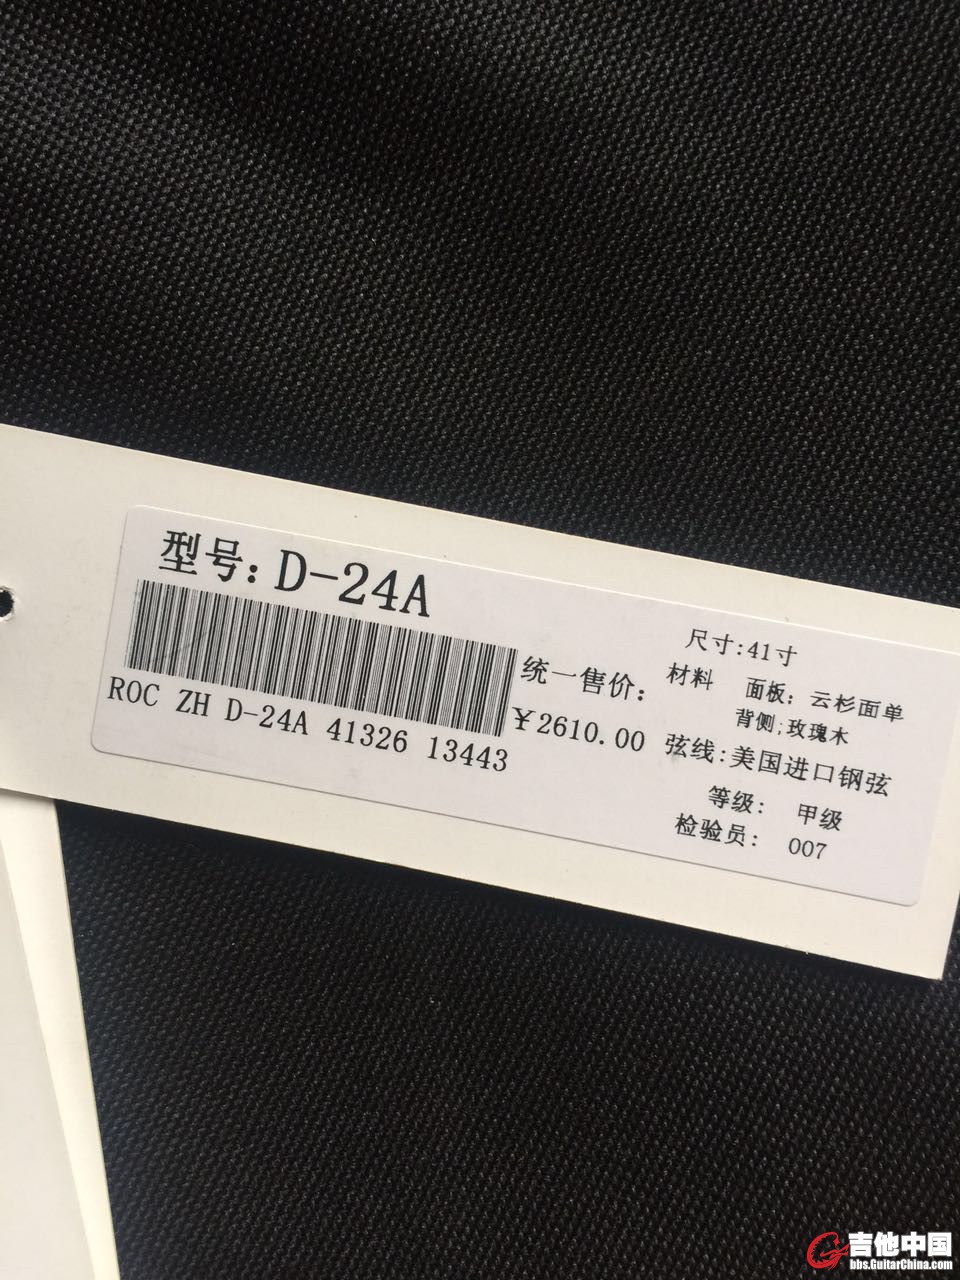 型号: D-24A
ROC ZH D-24A 41326 13443
统一售价:
¥2610.00
尺寸:41寸
材料 面板: 云杉面单
背侧;玫瑰木
弦线:美国进口钢弦
等级: 甲级
检验员: 007
吉他中国
bbs.GuitarChina.com